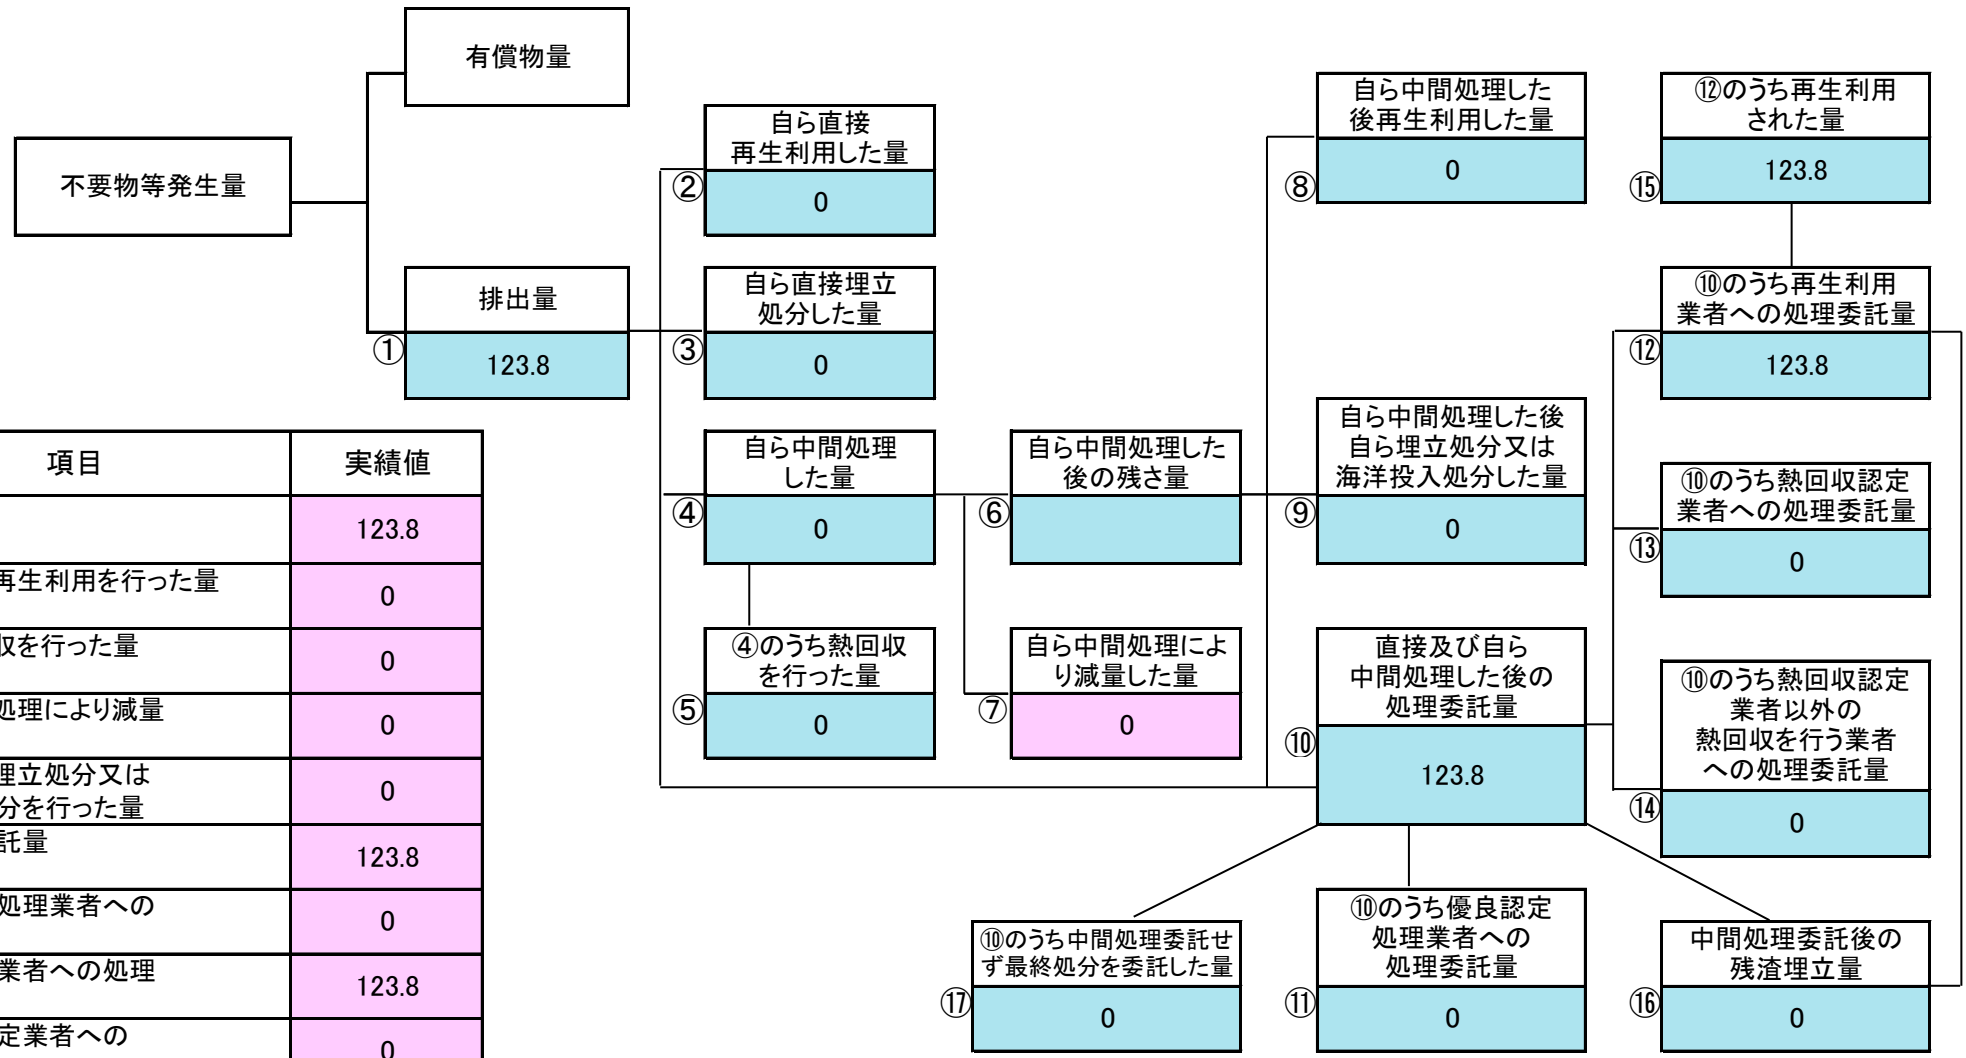 有償物量
不要物等発生量
排出量
①
123.8
自ら直接
再生利用した量
②
0
自ら直接埋立
処分した量
③
0
自ら中間処理
した量
④
0
④のうち熱回収
を行った量
⑤
0
自ら中間処理した
後の残さ量
⑥
自ら中間処理によ
り減量した量
⑦
0
自ら中間処理した
後再生利用した量
⑧
0
自ら中間処理した後
自ら埋立処分又は
海洋投入処分した量
⑨
0
直接及び自ら
中間処理した後の
処理委託量
⑩
123.8
⑫のうち再生利用
された量
⑮
123.8
⑩のうち再生利用
業者への処理委託量
⑫
123.8
⑩のうち熱回収認定
業者への処理委託量
⑬
0
⑩のうち熱回収認定
業者以外の
熱回収を行う業者
への処理委託量
⑭
0
⑩のうち中間処理委託せ
ず最終処分を委託した量
⑰
0
⑩のうち優良認定
処理業者への
処理委託量
⑪
0
中間処理委託後の
残渣埋立量
⑯
0
項目
実績値
123.8
再生利用を行った量
0
収を行った量
0
処理により減量
0
埋立処分又は
分を行った量
0
託量
123.8
処理業者への
0
業者への処理
123.8
定業者への
0